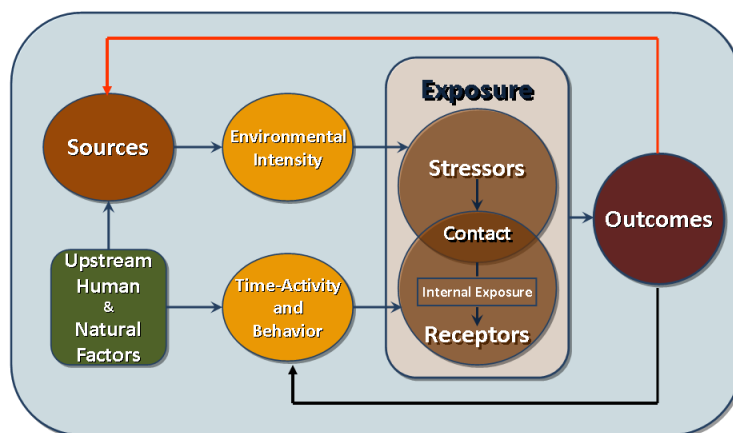 Exposure
Sources
Environmental
Intensity
Stressors
Contact
Outcomes
Upstream
Human
&
Natural
Factors
Time-Activity
and
Behavior
Internal Exposure
Receptors